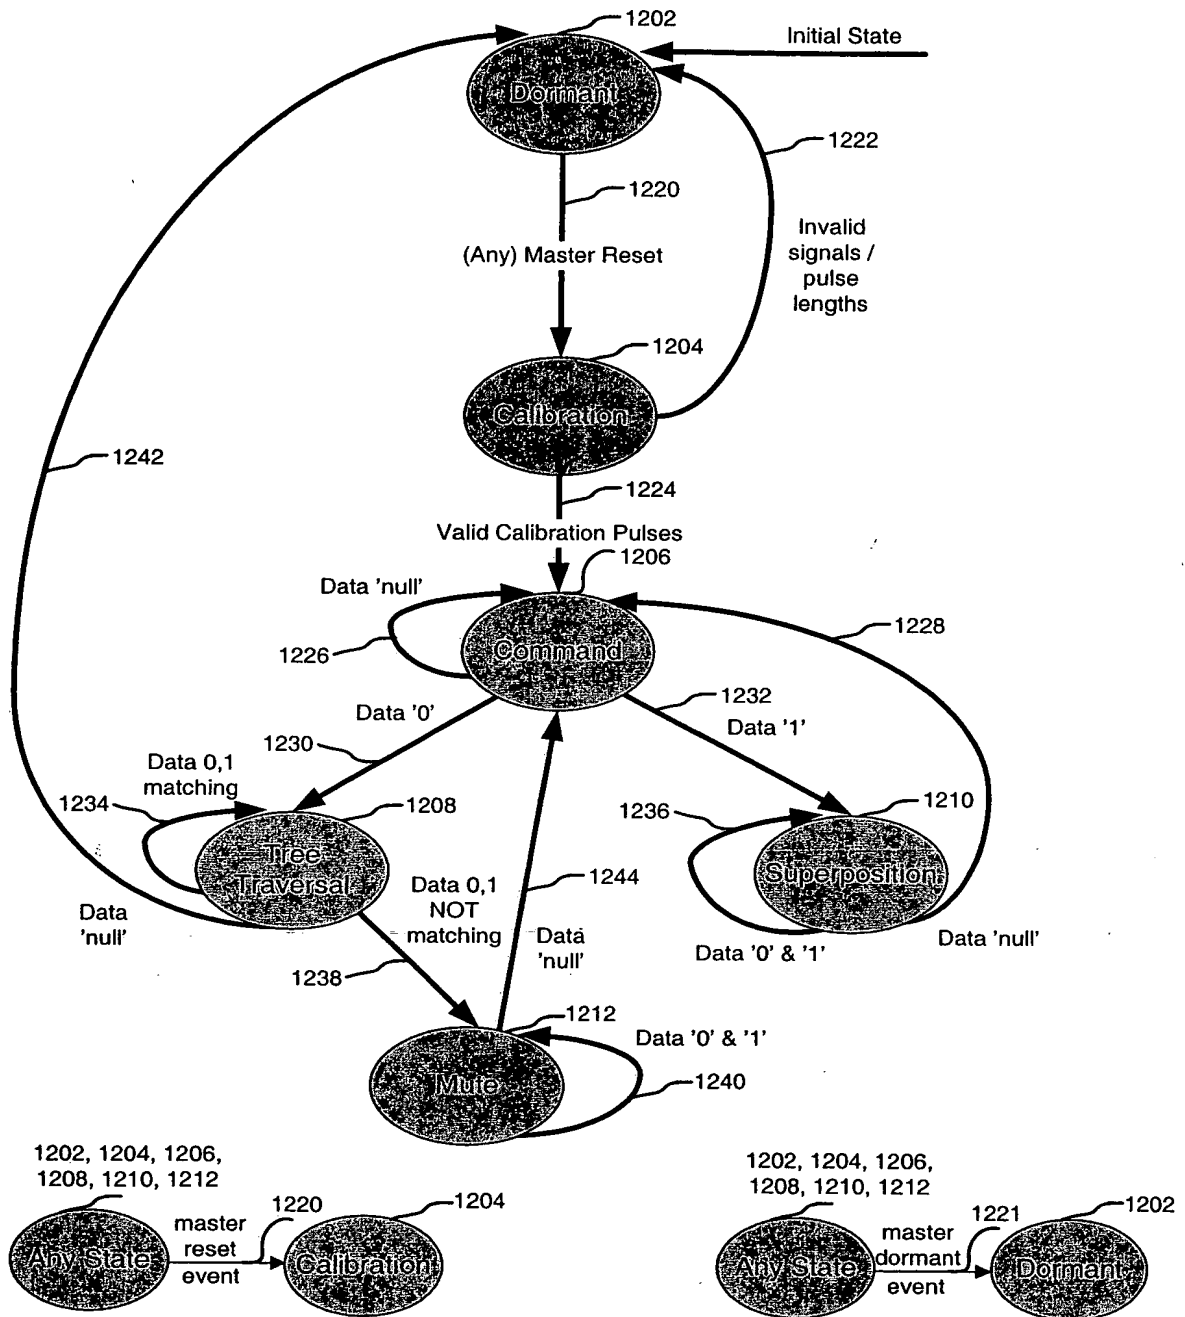 1202
Initial State
Dormant
1222
1220
Invalid
signals /
pulse
lengths
(Any) Master Reset
1204
Calibration
1242
1224
Valid Calibration Pulses
1206
Data 'null'
1228
1226
Command
1232
Data '0'
Data '1'
1230
Data 0,1
matching
1234
1208
1236
1210
Tree
Traversal
Data 0,1
NOT
matching
1244
Superposition
Data
'null'
Data
'null'
Data '0' & '1'
Data 'null'
1238
1212
Data '0' & '1'
Mute
1240
1202, 1204, 1206,
1208, 1210, 1212
1220
1204
Any State
master
reset
event
Calibration
1202, 1204, 1206,
1208, 1210, 1212
1221
1202
Any State
master
dormant
event
Dormant